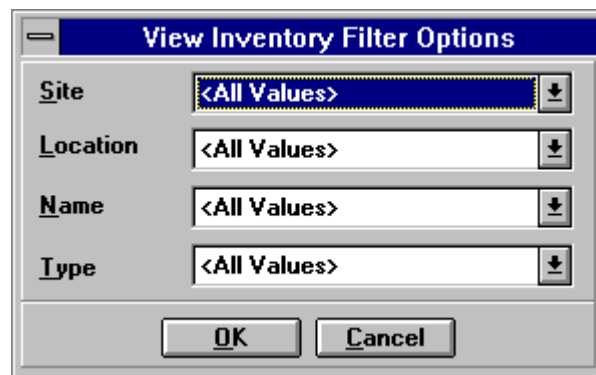 View Inventory Filter Options
Site <All Values>
Location <All Values>
Name <All Values>
Type <All Values>
OK Cancel